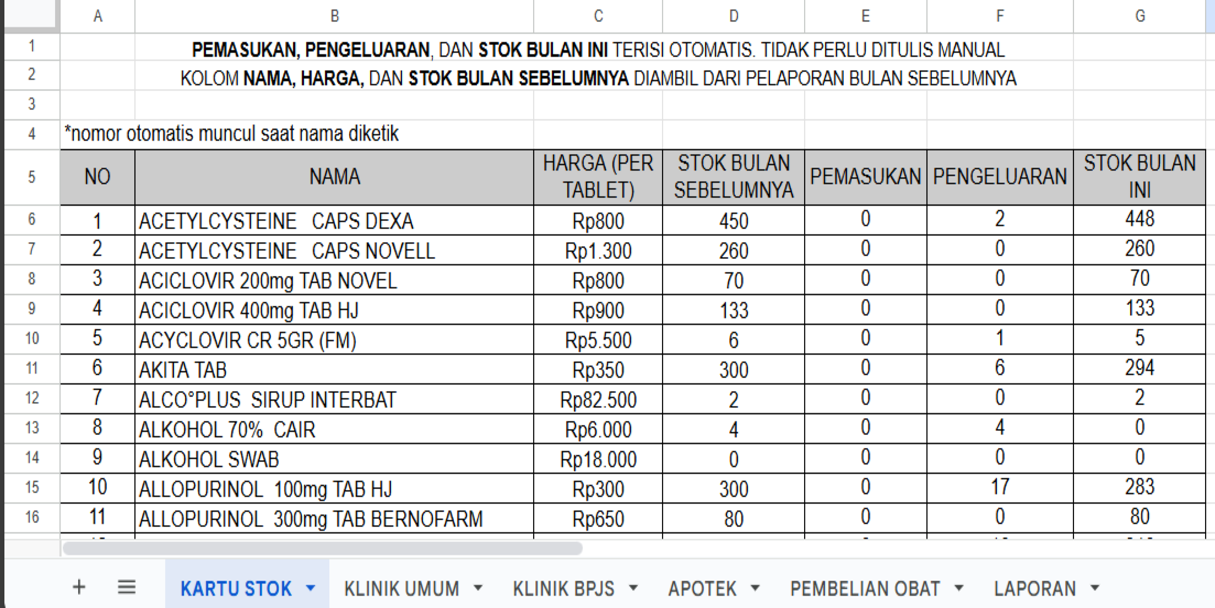 A B C D E F G
1 PEMASUKAN, PENGELUARAN, DAN STOK BULAN INI TERISI OTOMATIS. TIDAK PERLU DITULIS MANUAL
2 KOLOM NAMA, HARGA, DAN STOK BULAN SEBELUMNYA DIAMBIL DARI PELAPORAN BULAN SEBELUMNYA
3
4 *nomor otomatis muncul saat nama diketik
5 NO NAMA HARGA (PER TABLET) STOK BULAN SEBELUMNYA PEMASUKAN PENGELUARAN STOK BULAN INI
6 1 ACETYLCYSTEINE CAPS DEXA Rp800 450 0 2 448
7 2 ACETYLCYSTEINE CAPS NOVELL Rp1.300 260 0 0 260
8 3 ACICLOVIR 200mg TAB NOVEL Rp800 70 0 0 70
9 4 ACICLOVIR 400mg TAB HJ Rp900 133 0 0 133
10 5 ACYCLOVIR CR 5GR (FM) Rp5.500 6 0 1 5
11 6 AKITA TAB Rp350 300 0 6 294
12 7 ALCO°PLUS SIRUP INTERBAT Rp82.500 2 0 0 2
13 8 ALKOHOL 70% CAIR Rp6.000 4 0 4 0
14 9 ALKOHOL SWAB Rp18.000 0 0 0 0
15 10 ALLOPURINOL 100mg TAB HJ Rp300 300 0 17 283
16 11 ALLOPURINOL 300mg TAB BERNOFARM Rp650 80 0 0 80
KARTU STOK KLINIK UMUM KLINIK BPJS APOTEK PEMBELIAN OBAT LAPORAN